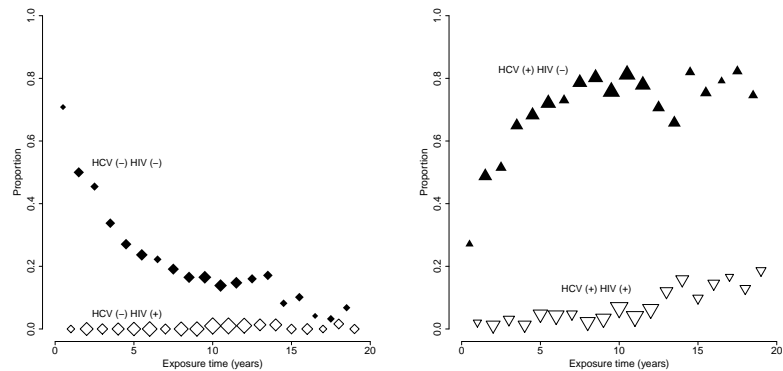 1.0
0.8
0.6
0.4
0.2
0.0
Proportion
HCV (−) HIV (−)
HCV (−) HIV (+)
0 5 10 15 20
Exposure time (years)
1.0
0.8
0.6
0.4
0.2
0.0
Proportion
HCV (+) HIV (−)
HCV (+) HIV (+)
0 5 10 15 20
Exposure time (years)